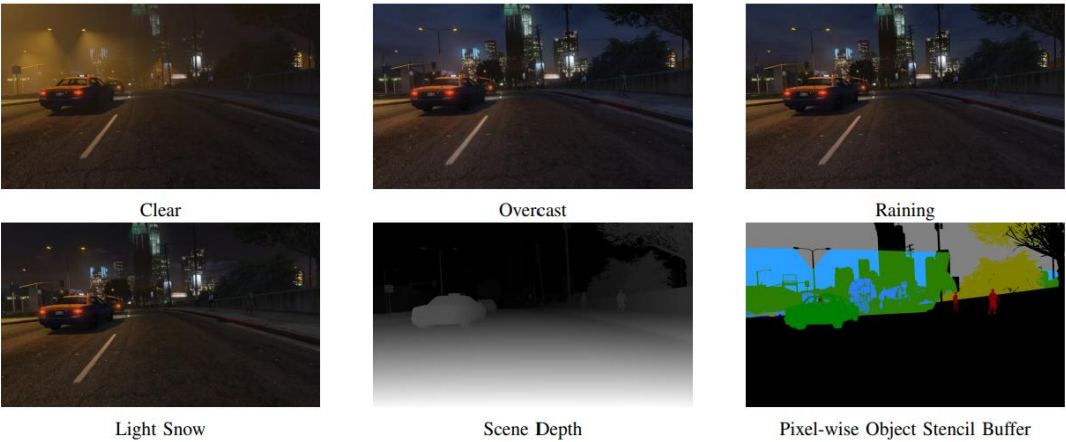 Clear
Overcast
Raining
Light Snow
Scene Depth
Pixel-wise Object Stencil Buffer